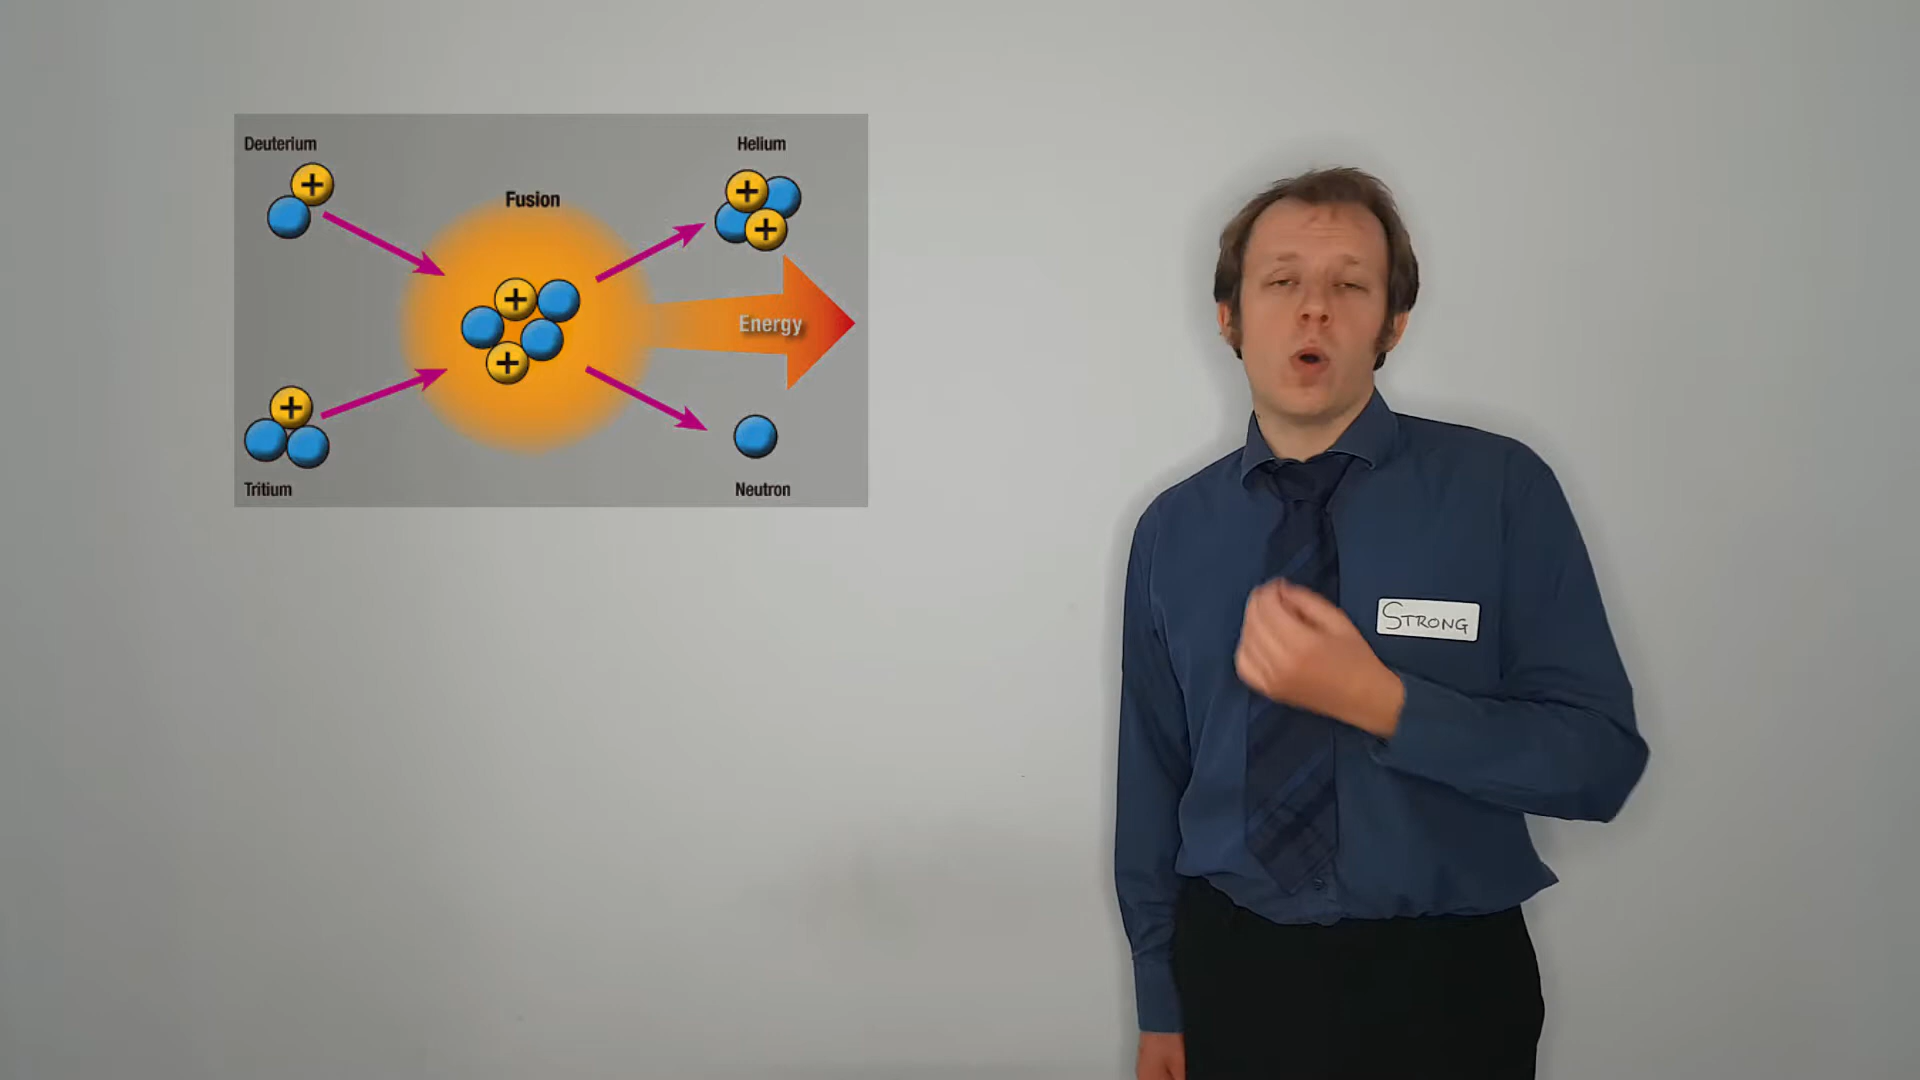 Deuterium
Helium
Fusion
Energy
Tritium
Neutron
STRONG